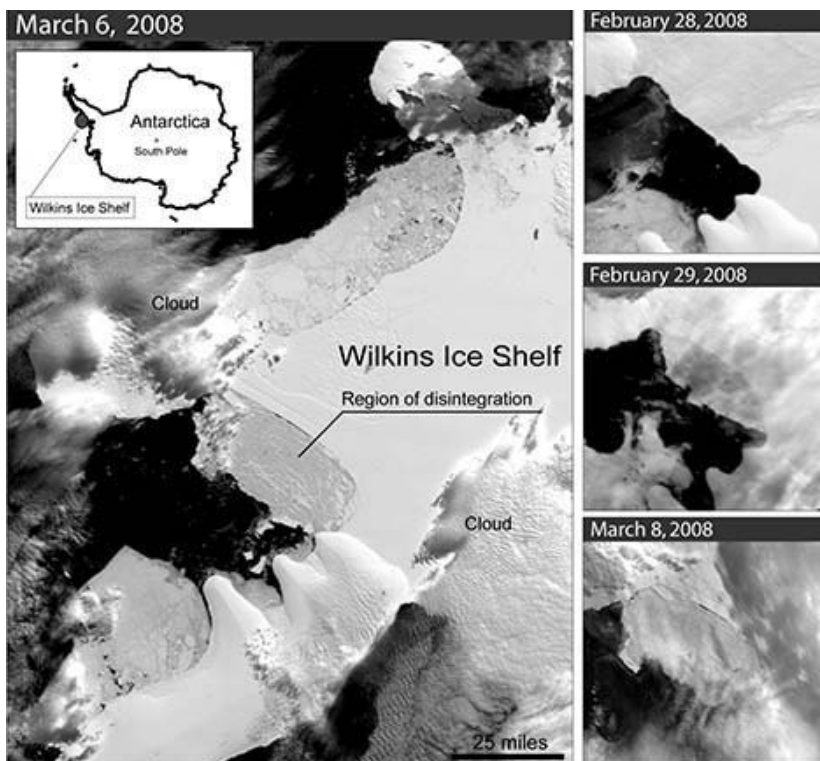 March 6, 2008
Antarctica
South Pole
Wilkins Ice Shelf
Cloud
Wilkins Ice Shelf
Region of disintegration
Cloud
25 miles
February 28, 2008
February 29, 2008
March 8, 2008